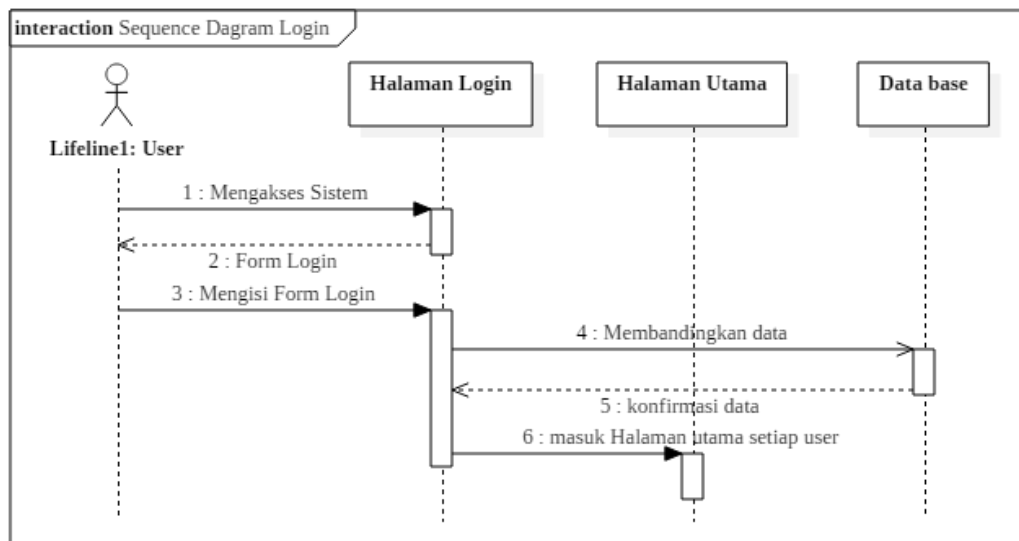 interaction Sequence Dagram Login
Halaman Login
Halaman Utama
Data base
Lifeline1: User
1 : Mengakses Sistem
2 : Form Login
3 : Mengisi Form Login
4 : Membandingkan data
5 : konfirmasi data
6 : masuk Halaman utama setiap user